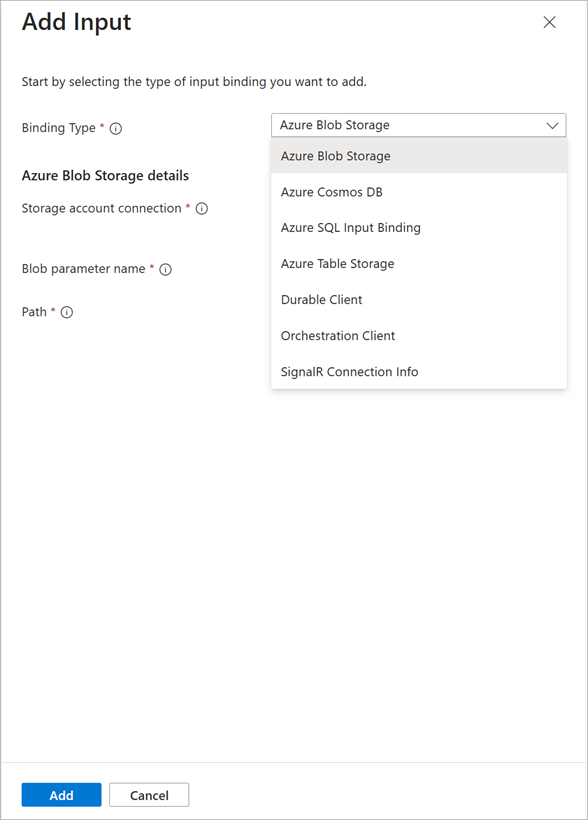 Add Input
Start by selecting the type of input binding you want to add.
Binding Type *
Azure Blob Storage
Azure Blob Storage
Azure Cosmos DB
Azure SQL Input Binding
Azure Table Storage
Durable Client
Orchestration Client
SignalR Connection Info
Azure Blob Storage details
Storage account connection *
Blob parameter name *
Path *
Add
Cancel